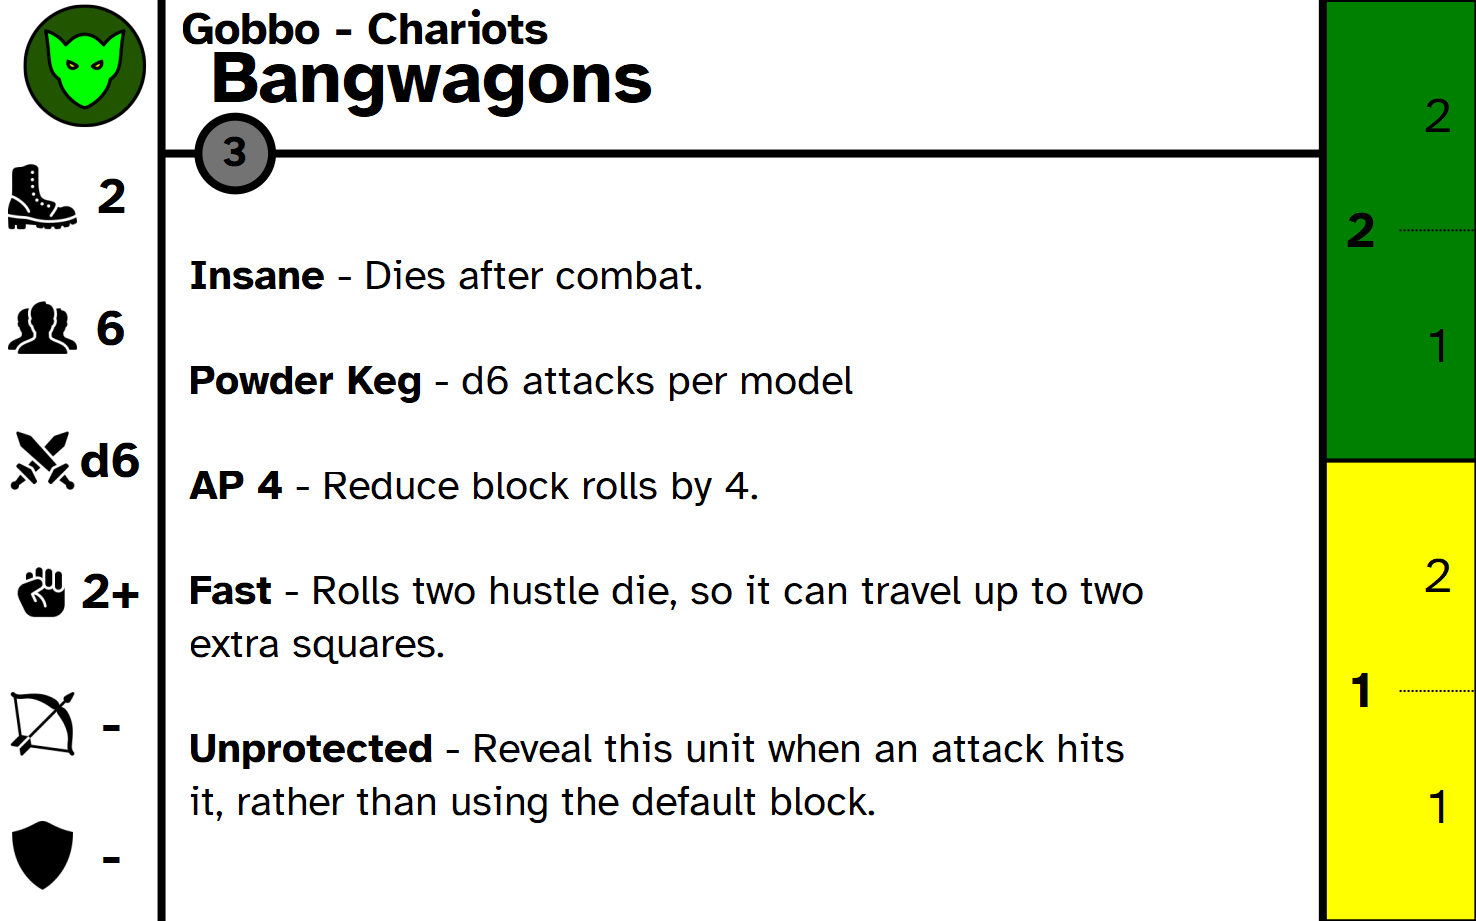 Gobbo - Chariots
Bangwagons
3
2
6
d6
2+
-
-
Insane - Dies after combat.
Powder Keg - d6 attacks per model
AP 4 - Reduce block rolls by 4.
Fast - Rolls two hustle die, so it can travel up to two
extra squares.
Unprotected - Reveal this unit when an attack hits
it, rather than using the default block.
2
2
1
2
1
1